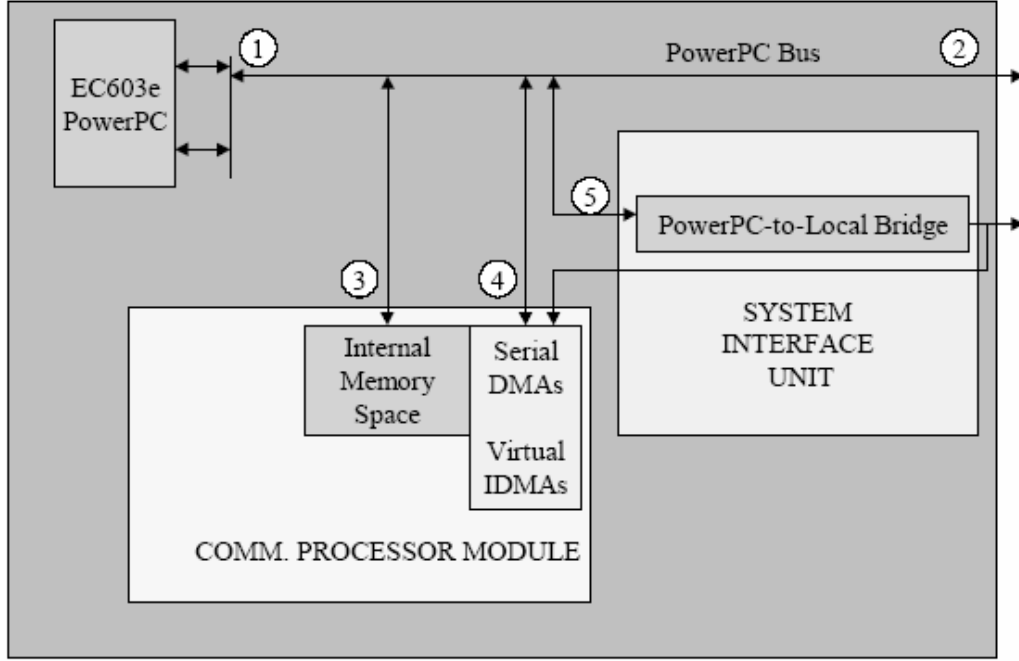 1
PowerPC Bus
2
EC603e
PowerPC
5
PowerPC-to-Local Bridge
3
4
SYSTEM
INTERFACE
UNIT
Internal
Memory
Space
Serial
DMAs
Virtual
IDMAs
COMM. PROCESSOR MODULE